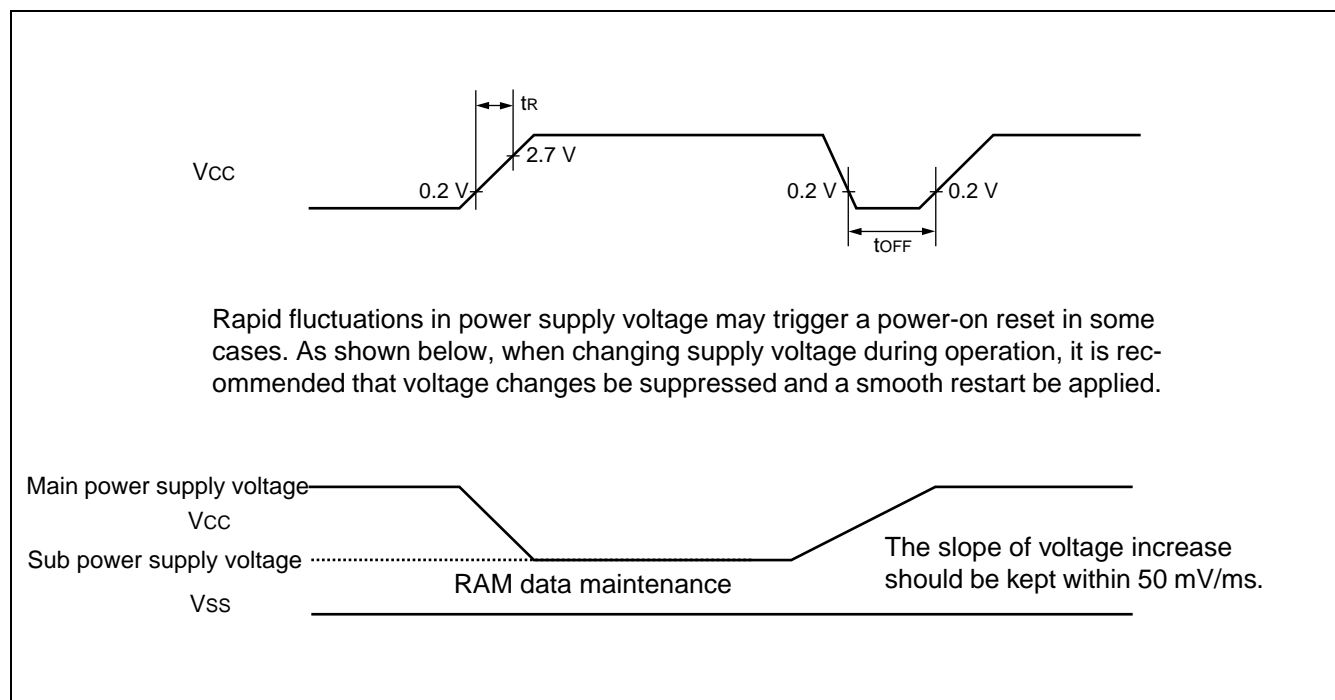 tR
2.7 V
VCC
0.2 V
0.2 V
0.2 V
tOFF
Rapid fluctuations in power supply voltage may trigger a power-on reset in some
cases. As shown below, when changing supply voltage during operation, it is rec-
ommended that voltage changes be suppressed and a smooth restart be applied.
Main power supply voltage
VCC
Sub power supply voltage
RAM data maintenance
The slope of voltage increase
should be kept within 50 mV/ms.
VSS